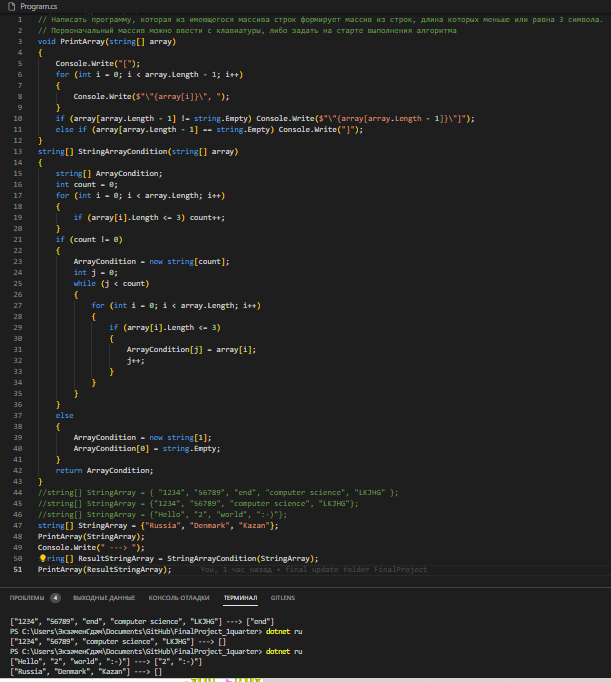 Program.cs
1 // Написать программу, которая из имеющегося массива строк формирует массив из строк, длина которых меньше или равна 3 символа.
2 // Первоначальный массив можно ввести с клавиатуры, либо задать на старте выполнения алгоритма
3 void PrintArray(string[] array)
4 {
5 Console.Write("[");
6 for (int i = 0; i < array.Length - 1; i++)
7 {
8 Console.Write($"\"{array[i]}\", ");
9 }
10 if (array[array.Length - 1] != string.Empty) Console.Write($"\"{array[array.Length - 1]}\"]");
11 else if (array[array.Length - 1] == string.Empty) Console.Write("]");
12 }
13 string[] StringArrayCondition(string[] array)
14 {
15 string[] ArrayCondition;
16 int count = 0;
17 for (int i = 0; i < array.Length; i++)
18 {
19 if (array[i].Length <= 3) count++;
20 }
21 if (count != 0)
22 {
23 ArrayCondition = new string[count];
24 int j = 0;
25 while (j < count)
26 {
27 for (int i = 0; i < array.Length; i++)
28 {
29 if (array[i].Length <= 3)
30 {
31 ArrayCondition[j] = array[i];
32 j++;
33 }
34 }
35 }
36 }
37 else
38 {
39 ArrayCondition = new string[1];
40 ArrayCondition[0] = string.Empty;
41 }
42 return ArrayCondition;
43 }
44 //string[] StringArray = { "1234", "56789", "end", "computer science", "LKJHG" };
45 //string[] StringArray = {"1234", "56789", "computer science", "LKJHG"};
46 //string[] StringArray = {"Hello", "2", "world", ":-)"};
47 string[] StringArray = {"Russia", "Denmark", "Kazan"};
48 PrintArray(StringArray);
49 Console.Write(" ---> ");
50 ring[] ResultStringArray = StringArrayCondition(StringArray);
51 PrintArray(ResultStringArray); You, 1 час назад • final update folder FinalProject
ПРОБЛЕМЫ 4 ВЫХОДНЫЕ ДАННЫЕ КОНСОЛЬ ОТЛАДКИ ТЕРМИНАЛ GITLENS
["1234", "56789", "end", "computer science", "LKJHG"] ---> ["end"]
PS C:\Users\ЭкзаменСдам\Documents\GitHub\FinalProject_1quarter> dotnet ru
["1234", "56789", "computer science", "LKJHG"] ---> []
PS C:\Users\ЭкзаменСдам\Documents\GitHub\FinalProject_1quarter> dotnet ru
["Hello", "2", "world", ":-)"] ---> ["2", ":-)"]
["Russia", "Denmark", "Kazan"] ---> []